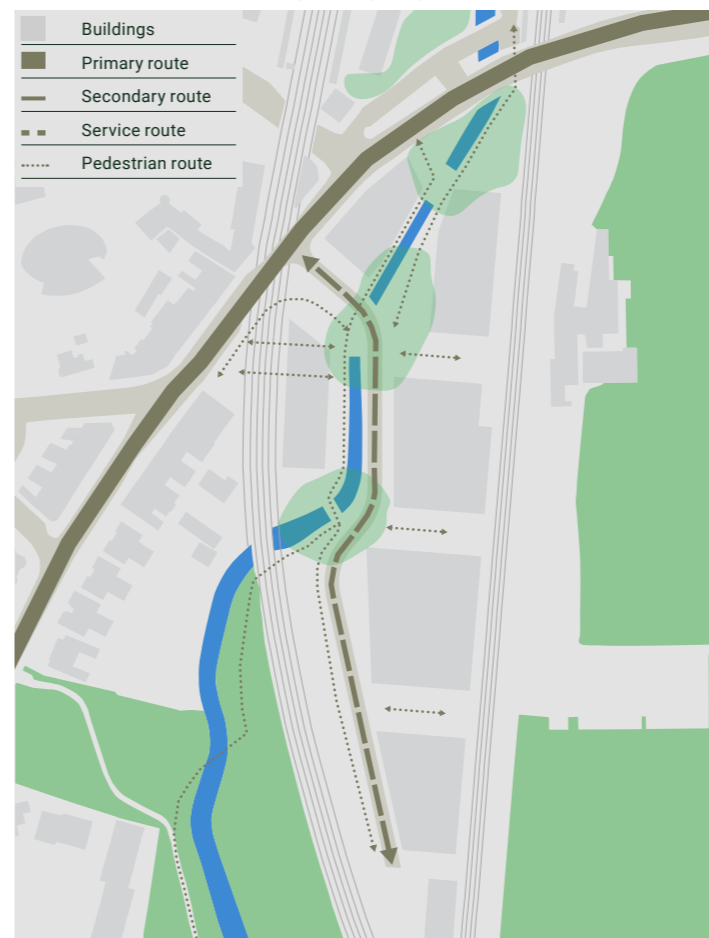 Buildings
Primary route
Secondary route
Service route
Pedestrian route